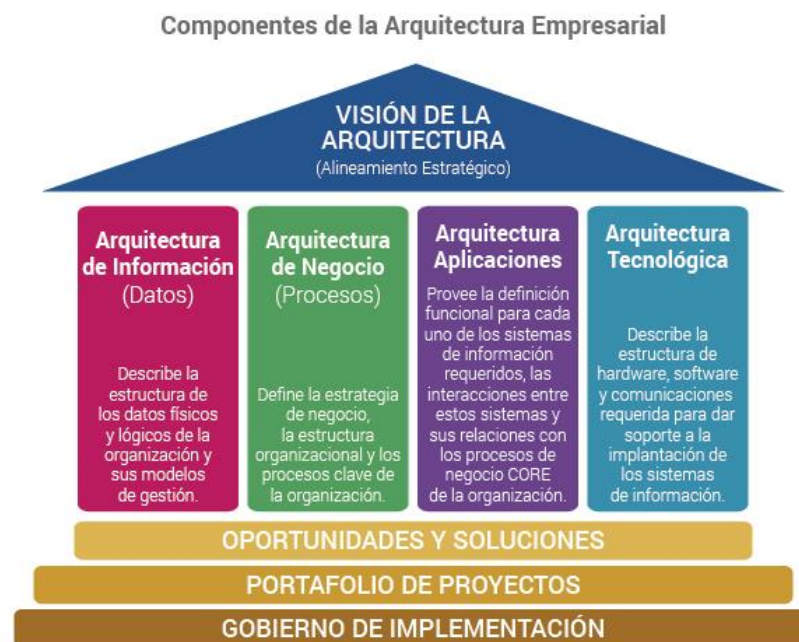 Componentes de la Arquitectura Empresarial
VISIÓN DE LA
ARQUITECTURA
(Alineamiento Estratégico)
Arquitectura
de Información
(Datos)
Describe la
estructura de
los datos físicos
y lógicos de la
organización y
sus modelos
de gestión.
Arquitectura
de Negocio
(Procesos)
Define la estrategia
de negocio,
la estructura
organizacional y los
procesos clave de
la organización.
Arquitectura
Aplicaciones
Provee la definición
funcional para cada
uno de los sistemas
de información
requeridos, las
interacciones entre
estos sistemas y
sus relaciones con
los procesos de
negocio CORE
de la organización.
Arquitectura
Tecnológica
Describe la
estructura de
hardware, software
y comunicaciones
requerida para dar
soporte a la
implantación de
los sistemas
de información.
OPORTUNIDADES Y SOLUCIONES
PORTAFOLIO DE PROYECTOS
GOBIERNO DE IMPLEMENTACIÓN